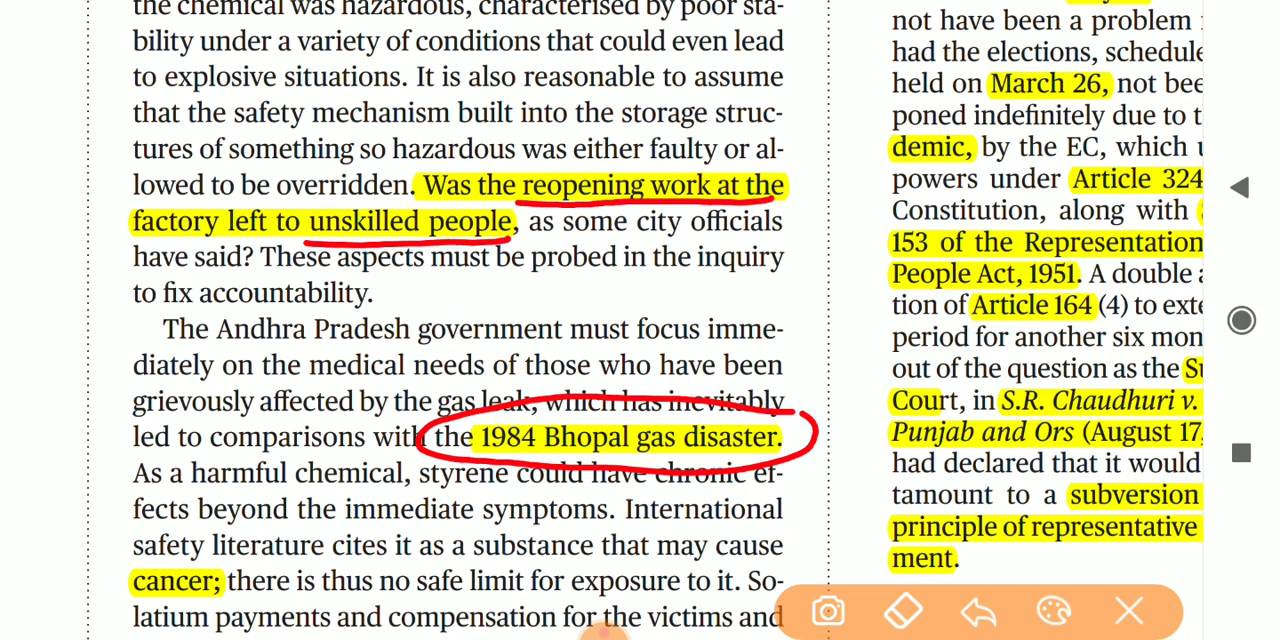 the chemical was hazardous, characterised by poor sta-
bility under a variety of conditions that could even lead
to explosive situations. It is also reasonable to assume
that the safety mechanism built into the storage struc-
tures of something so hazardous was either faulty or al-
lowed to be overridden. Was the reopening work at the
factory left to unskilled people, as some city officials
have said? These aspects must be probed in the inquiry
to fix accountability.
The Andhra Pradesh government must focus imme-
diately on the medical needs of those who have been
grievously affected by the gas leak, which has inevitably
led to comparisons with the 1984 Bhopal gas disaster.
As a harmful chemical, styrene could have chronic ef-
fects beyond the immediate symptoms. International
safety literature cites it as a substance that may cause
cancer; there is thus no safe limit for exposure to it. So-
latium payments and compensation for the victims and
not have been a problem
had the elections, schedule
held on March 26, not bee
poned indefinitely due to t
demic, by the EC, which
powers under Article 324
Constitution, along with
153 of the Representation
People Act, 1951. A double
tion of Article 164 (4) to exte
period for another six mon
out of the question as the Su
Court, in S.R. Chaudhuri v.
Punjab and Ors (August 17,
had declared that it would
tamount to a subversion
principle of representative
ment.